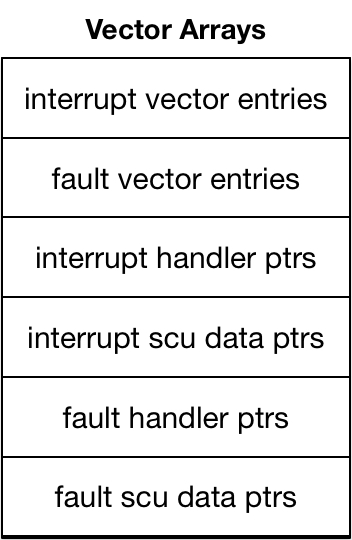 Vector Arrays
interrupt vector entries
fault vector entries
interrupt handler ptrs
interrupt scu data ptrs
fault handler ptrs
fault scu data ptrs